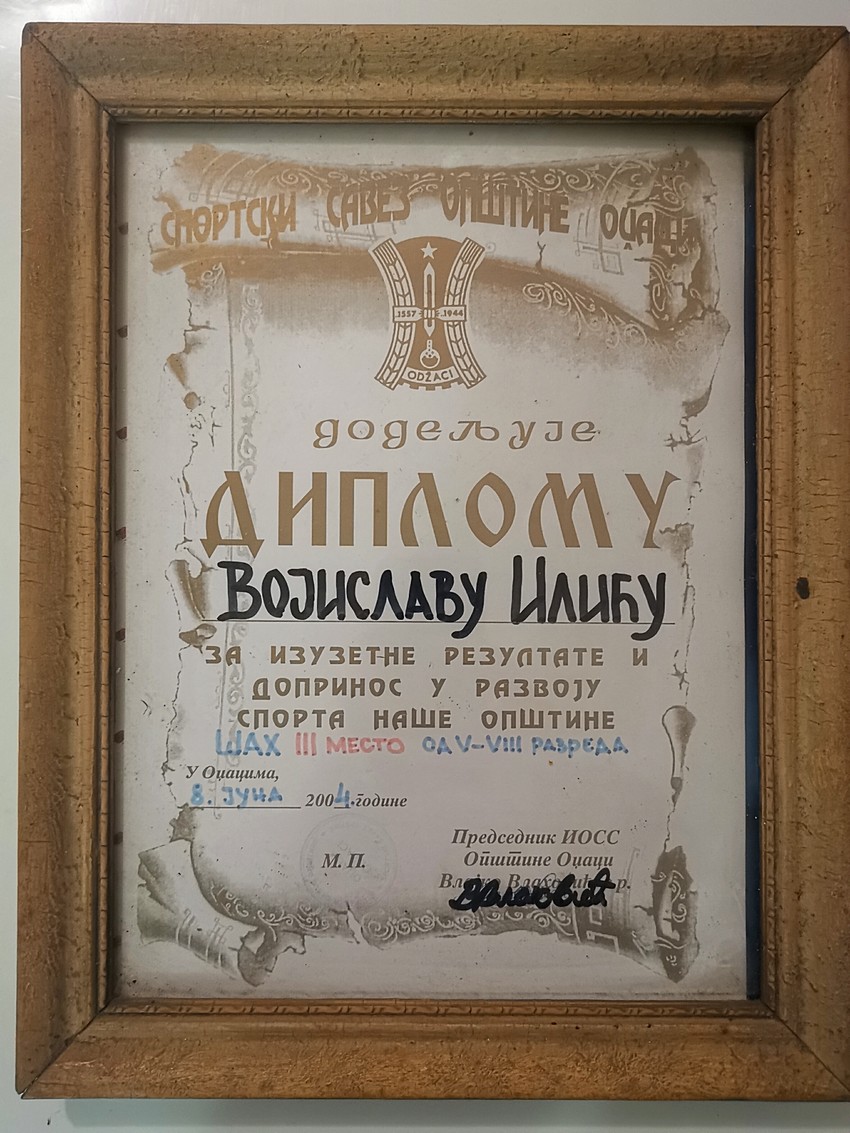 СПОРТСКИ САВЕЗ ОПШТИНЕ ОЏАЦИ
1557 1944
ODŽACI
додељује
ДИПЛОМУ
Војиславу Илићу
ЗА ИЗУЗЕТНЕ РЕЗУЛТАТЕ И
ДОПРИНОС У РАЗВОЈУ
СПОРТА НАШЕ ОПШТИНЕ
ШАХ III МЕСТО ОД V-VIII РАЗРЕДА
У Оџацима,
8. ЈУНА 2004. године
Председник ИОСС
М. П.
Општине Оџаци